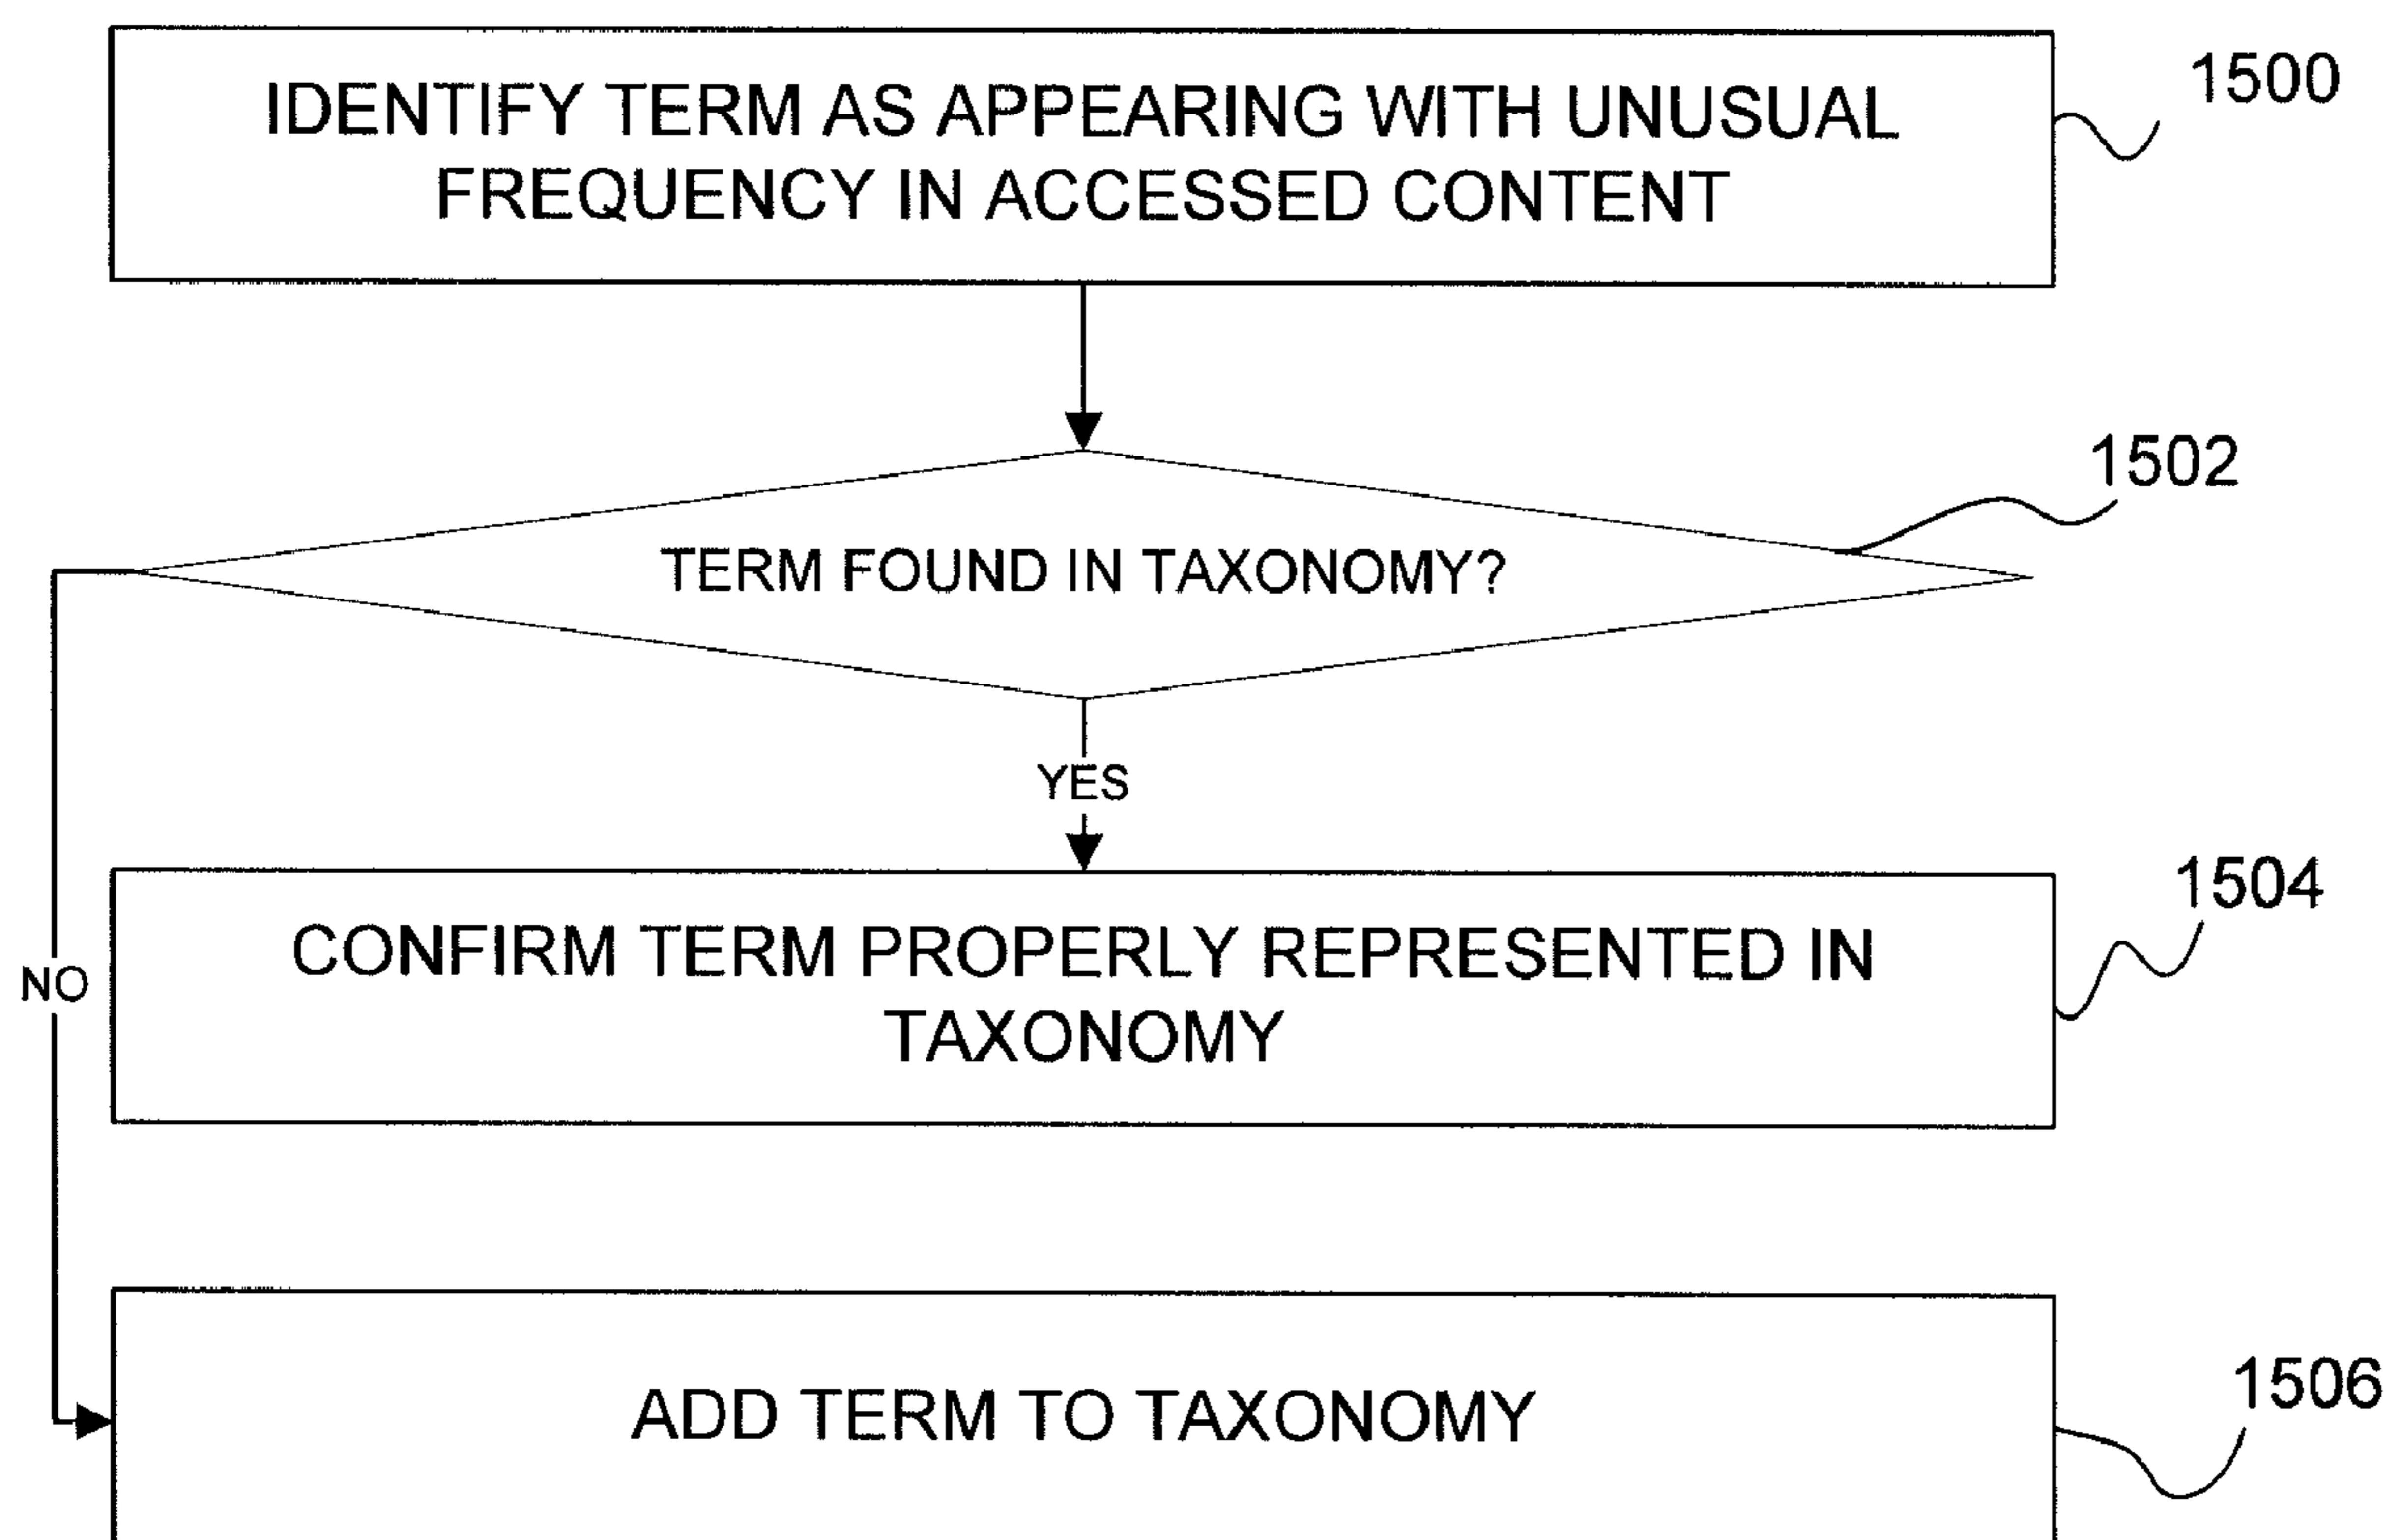 IDENTIFY TERM AS APPEARING WITH UNUSUAL
FREQUENCY IN ACCESSED CONTENT
1500
TERM FOUND IN TAXONOMY?
1502
YES
CONFIRM TERM PROPERLY REPRESENTED IN
TAXONOMY
1504
NO
ADD TERM TO TAXONOMY
1506